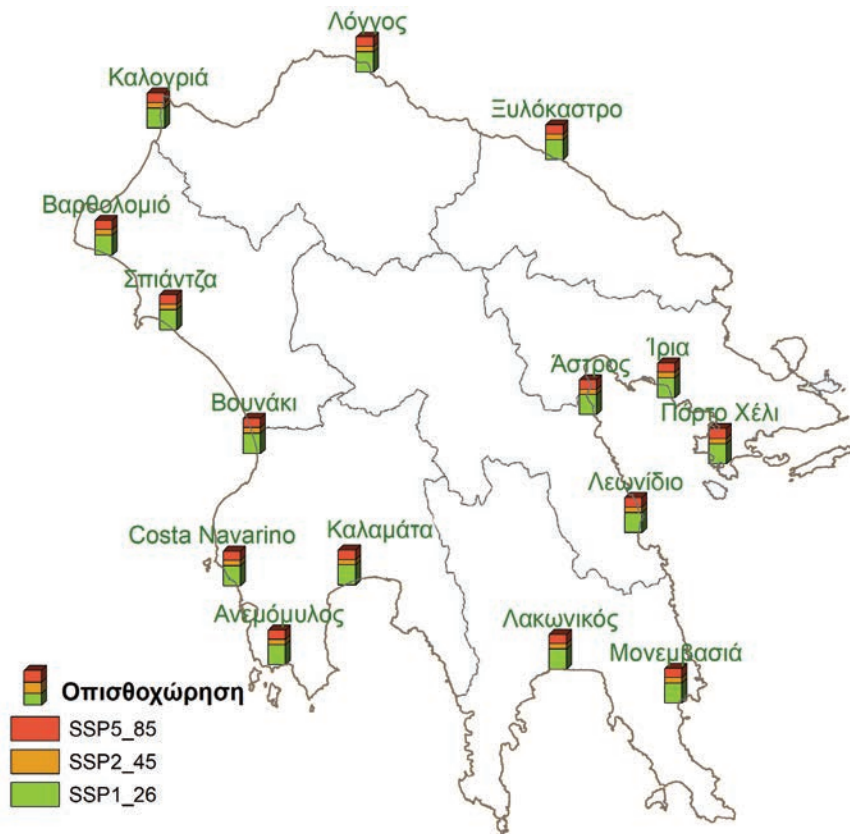 Λόγγος
Καλογριά
Ξυλόκαστρο
Βαρθολομιό
Σπιάντζα
Ίρια
Άστρος
Πόρτο Χέλι
Βουνάκι
Λεωνίδιο
Costa Navarino
Καλαμάτα
Ανεμόμυλος
Λακωνικός
Μονεμβασιά
Οπισθοχώρηση
SSP5_85
SSP2_45
SSP1_26